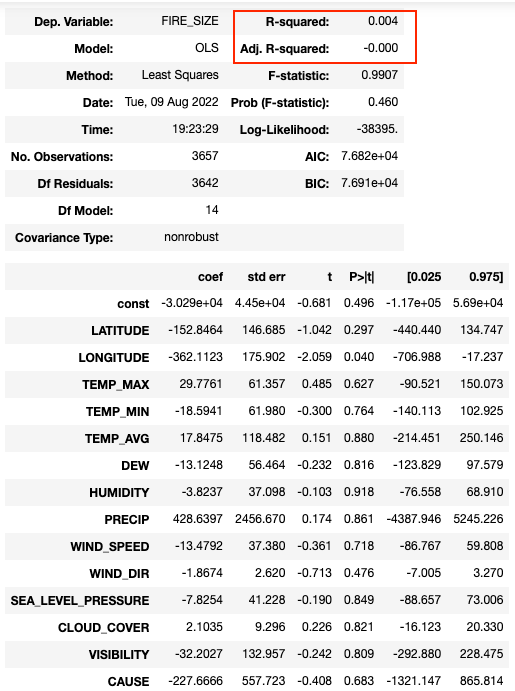 Dep. Variable: FIRE_SIZE R-squared: 0.004
Model: OLS Adj. R-squared: -0.000
Method: Least Squares F-statistic: 0.9907
Date: Tue, 09 Aug 2022 Prob (F-statistic): 0.460
Time: 19:23:29 Log-Likelihood: -38395.
No. Observations: 3657 AIC: 7.682e+04
Df Residuals: 3642 BIC: 7.691e+04
Df Model: 14
Covariance Type: nonrobust
coef std err t P>|t| [0.025 0.975]
const -3.029e+04 4.45e+04 -0.681 0.496 -1.17e+05 5.69e+04
LATITUDE -152.8464 146.685 -1.042 0.297 -440.440 134.747
LONGITUDE -362.1123 175.902 -2.059 0.040 -706.988 -17.237
TEMP_MAX 29.7761 61.357 0.485 0.627 -90.521 150.073
TEMP_MIN -18.5941 61.980 -0.300 0.764 -140.113 102.925
TEMP_AVG 17.8475 118.482 0.151 0.880 -214.451 250.146
DEW -13.1248 56.464 -0.232 0.816 -123.829 97.579
HUMIDITY -3.8237 37.098 -0.103 0.918 -76.558 68.910
PRECIP 428.6397 2456.670 0.174 0.861 -4387.946 5245.226
WIND_SPEED -13.4792 37.380 -0.361 0.718 -86.767 59.808
WIND_DIR -1.8674 2.620 -0.713 0.476 -7.005 3.270
SEA_LEVEL_PRESSURE -7.8254 41.228 -0.190 0.849 -88.657 73.006
CLOUD_COVER 2.1035 9.296 0.226 0.821 -16.123 20.330
VISIBILITY -32.2027 132.957 -0.242 0.809 -292.880 228.475
CAUSE -227.6666 557.723 -0.408 0.683 -1321.147 865.814